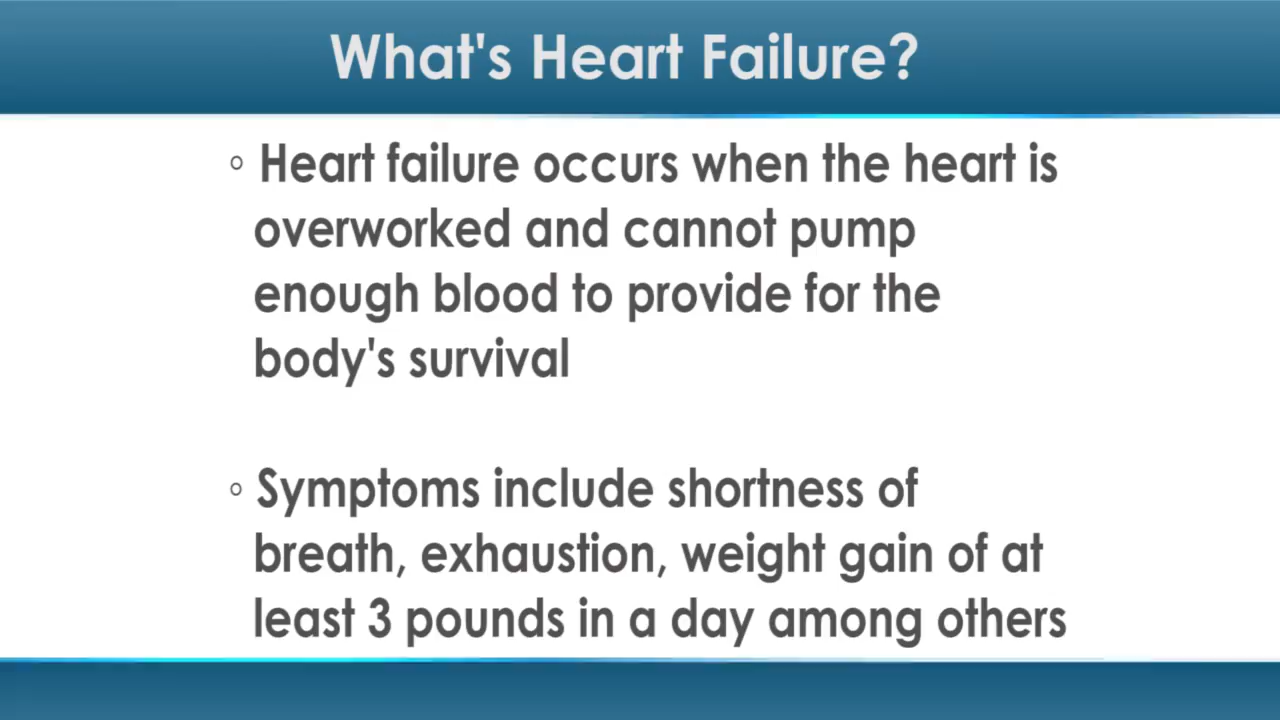 What's Heart Failure?
◦ Heart failure occurs when the heart is
overworked and cannot pump
enough blood to provide for the
body's survival
◦ Symptoms include shortness of
breath, exhaustion, weight gain of at
least 3 pounds in a day among others